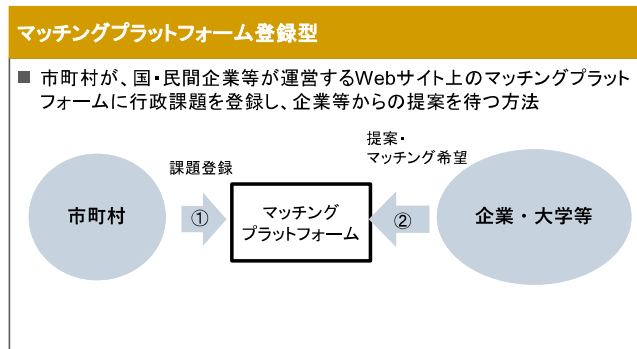 マッチングプラットフォーム登録型
■ 市町村が、国・民間企業等が運営するWebサイト上のマッチングプラット
フォームに行政課題を登録し、企業等からの提案を待つ方法
提案・
マッチング希望
課題登録
市町村
①
マッチング
プラットフォーム
②
企業・大学等